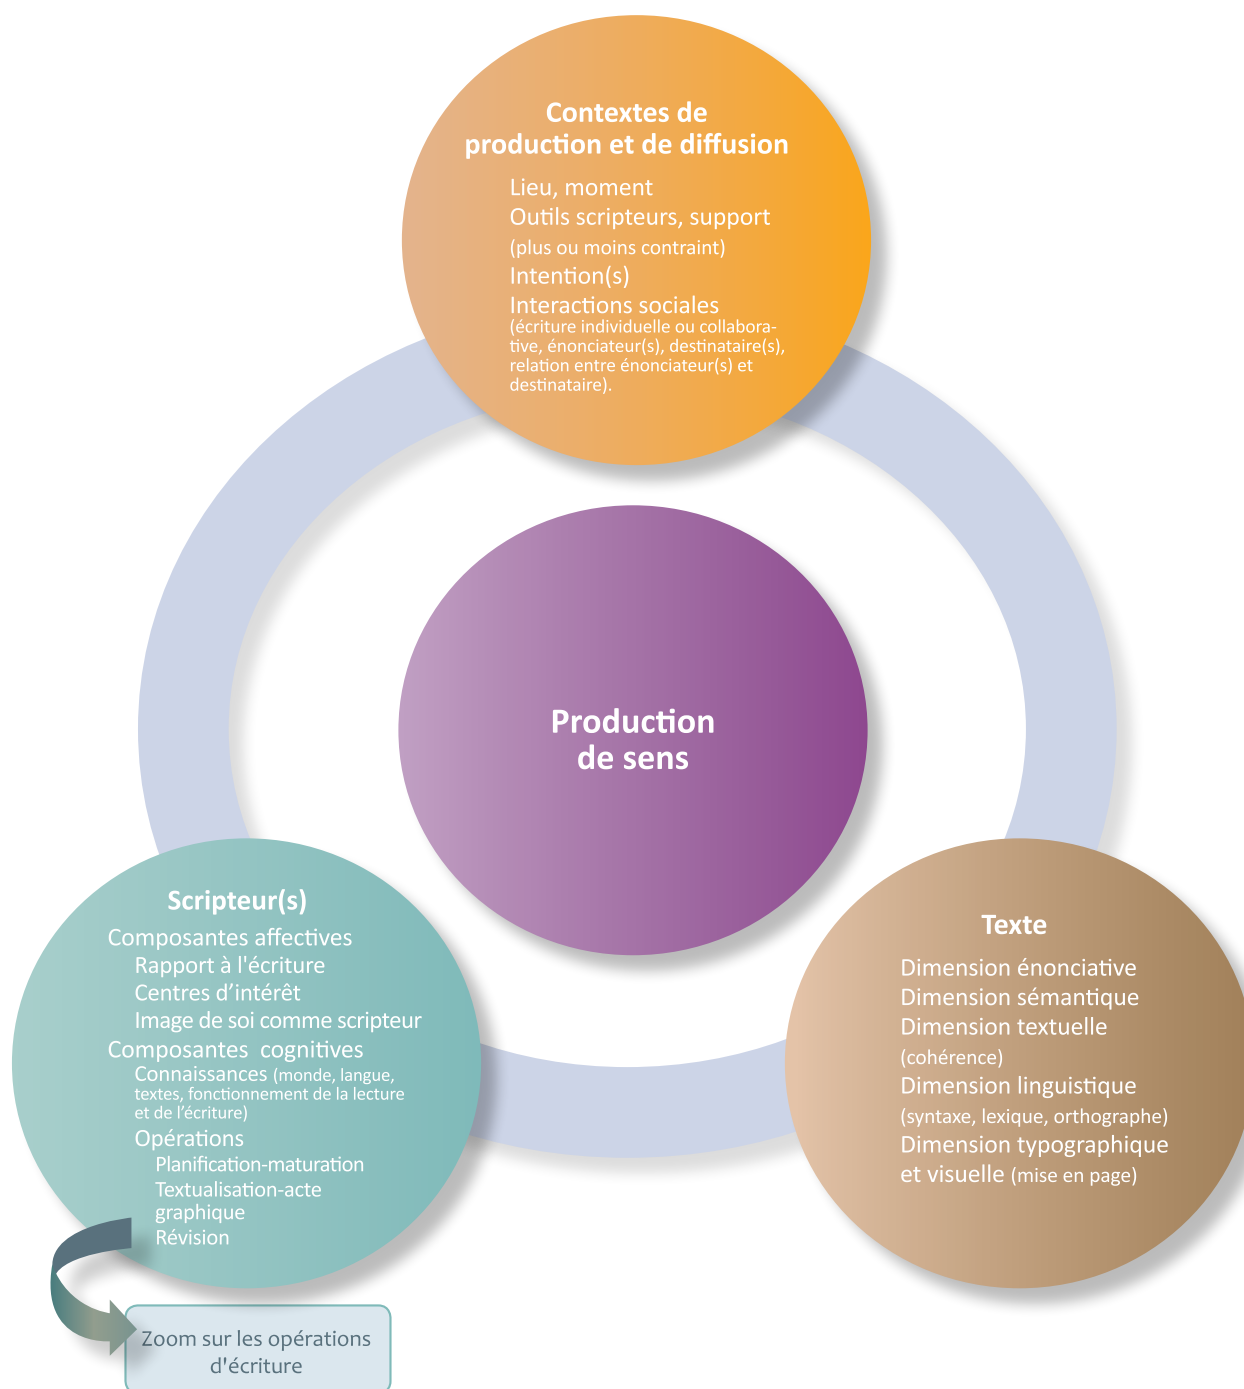 Contextes de
production et de diffusion
Lieu, moment
Outils scripteurs, support
(plus ou moins contraint)
Intention(s)
Interactions sociales
(écriture individuelle ou collabora-
tive, énonciateur(s), destinataire(s),
relation entre énonciateur(s) et
destinataire).
Production
de sens
Scripteur(s)
Composantes affectives
Rapport à l'écriture
Centres d’intérêt
Image de soi comme scripteur
Composantes  cognitives
Connaissances (monde, langue,
textes, fonctionnement de la lecture
et de l’écriture)
Opérations
Planification-maturation
Textualisation-acte
graphique
Révision
Texte
Dimension énonciative
Dimension sémantique
Dimension textuelle
(cohérence)
Dimension linguistique
(syntaxe, lexique, orthographe)
Dimension typographique
et visuelle (mise en page)
Zoom sur les opérations
d'écriture